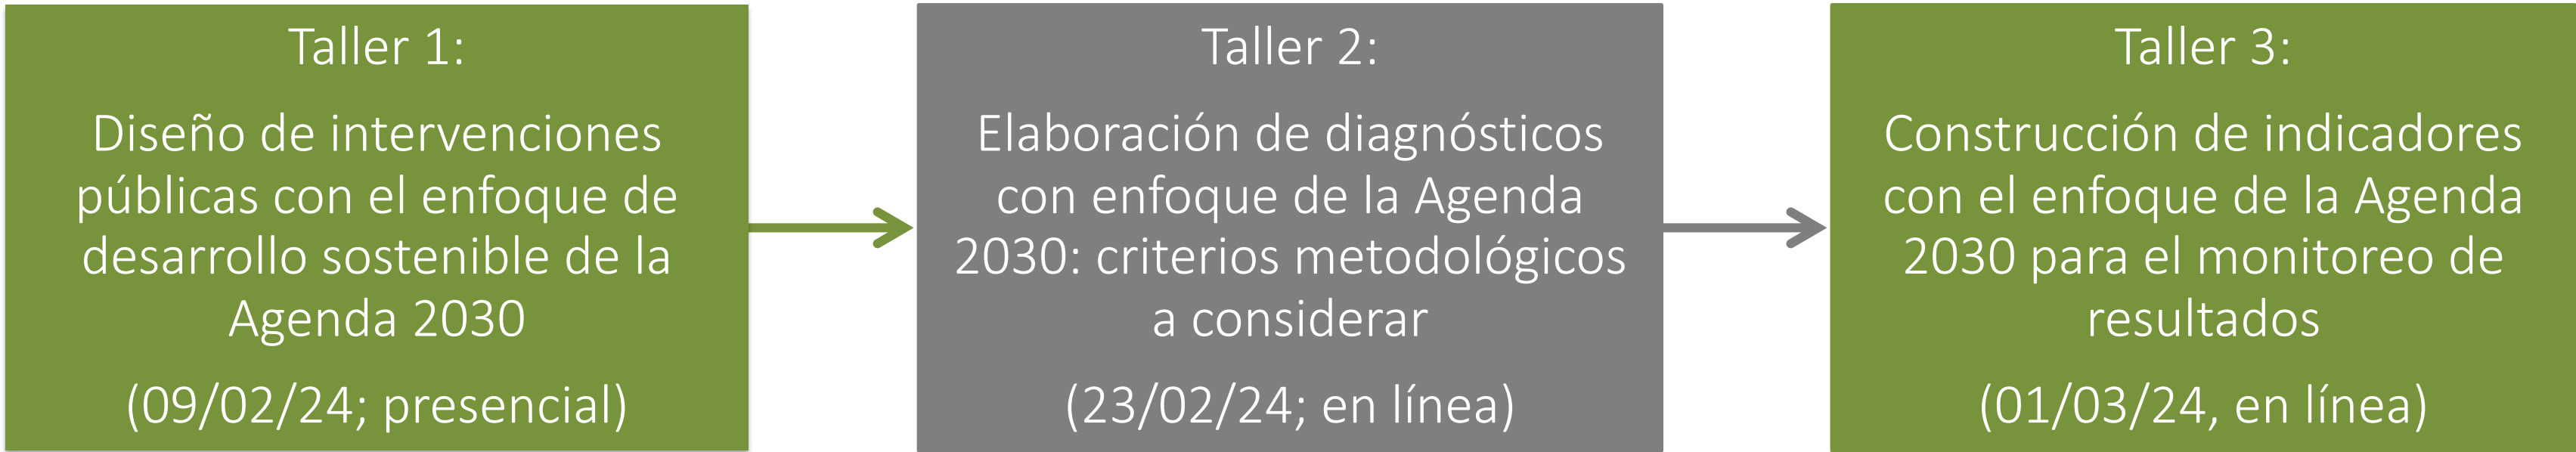 Taller 1:
Diseño de intervenciones
públicas con el enfoque de
desarrollo sostenible de la
Agenda 2030
(09/02/24; presencial)
Taller 2:
Elaboración de diagnósticos
con enfoque de la Agenda
2030: criterios metodológicos
a considerar
(23/02/24; en línea)
Taller 3:
Construcción de indicadores
con el enfoque de la Agenda
2030 para el monitoreo de
resultados
(01/03/24, en línea)